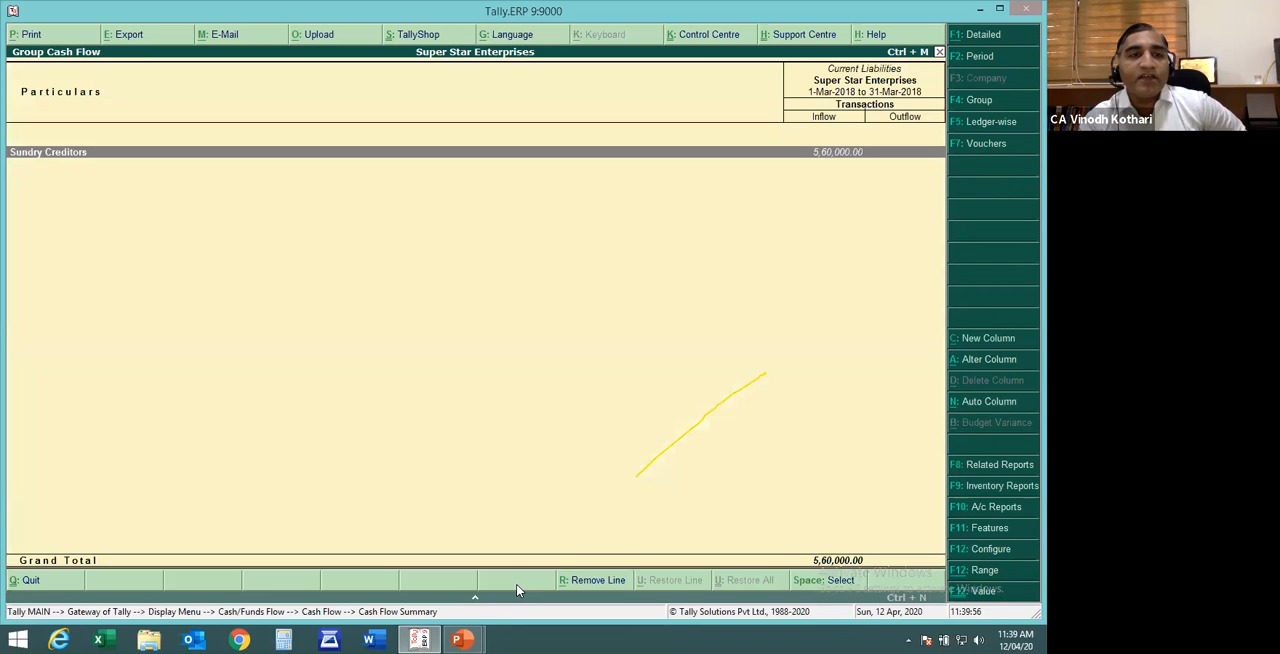 Tally.ERP 9:9000
P: Print E: Export M: E-Mail O: Upload S: TallyShop G: Language K: Keyboard K: Control Centre H: Support Centre H: Help
Group Cash Flow Super Star Enterprises Ctrl + M
Particulars
Current Liabilities
Super Star Enterprises
1-Mar-2018 to 31-Mar-2018
Transactions
Inflow Outflow
Sundry Creditors 5,60,000.00
Grand Total 5,60,000.00
F1: Detailed
F2: Period
F3: Company
F4: Group
F5: Ledger-wise
F7: Vouchers
C: New Column
A: Alter Column
D: Delete Column
N: Auto Column
B: Budget Variance
F8: Related Reports
F9: Inventory Reports
F10: A/c Reports
F11: Features
F12: Configure
F12: Range
F12: Value
CA Vinodh Kothari
Q: Quit R: Remove Line U: Restore Line U: Restore All Space: Select
Ctrl + N
Tally MAIN --> Gateway of Tally --> Display Menu --> Cash/Funds Flow --> Cash Flow --> Cash Flow Summary © Tally Solutions Pvt Ltd., 1988-2020 Sun, 12 Apr, 2020 11:39:56
11:39 AM
12/04/20